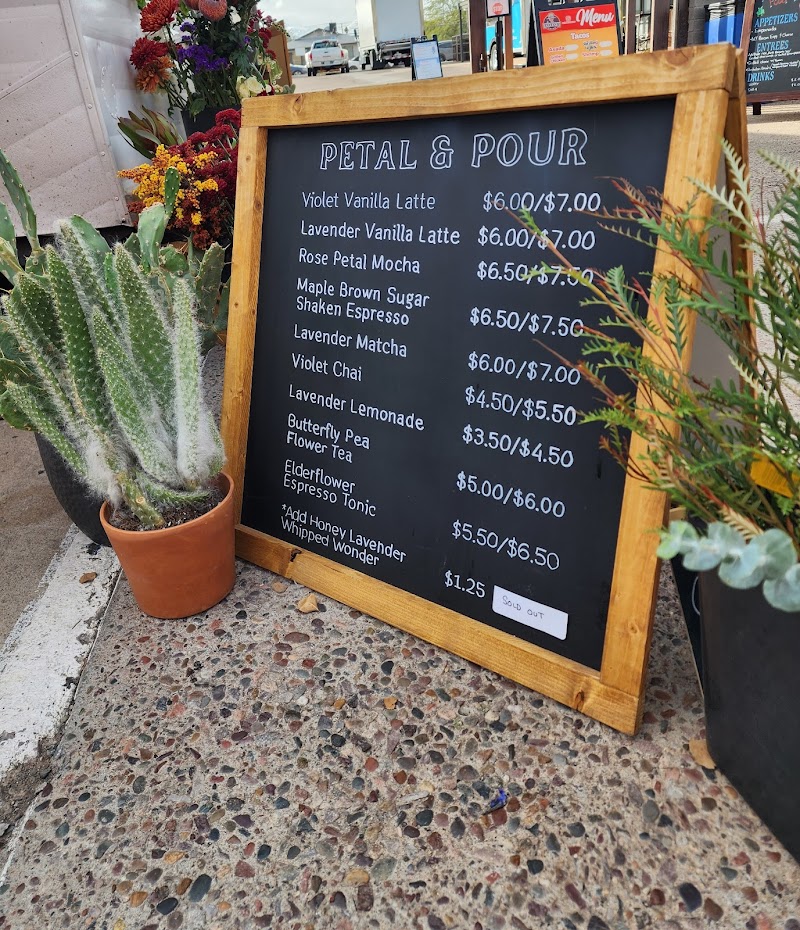 Menu
Tacos
APPETIZERS
ENTREES
DRINKS
PETAL & POUR
Violet Vanilla Latte $6.00/$7.00
Lavender Vanilla Latte $6.00/$7.00
Rose Petal Mocha $6.50/$7.50
Maple Brown Sugar
Shaken Espresso $6.50/$7.50
Lavender Matcha $6.00/$7.00
Violet Chai $4.50/$5.50
Lavender Lemonade $3.50/$4.50
Butterfly Pea
Flower Tea $5.00/$6.00
Elderflower
Espresso Tonic $5.50/$6.50
*Add Honey Lavender
Whipped Wonder $1.25
SOLD OUT